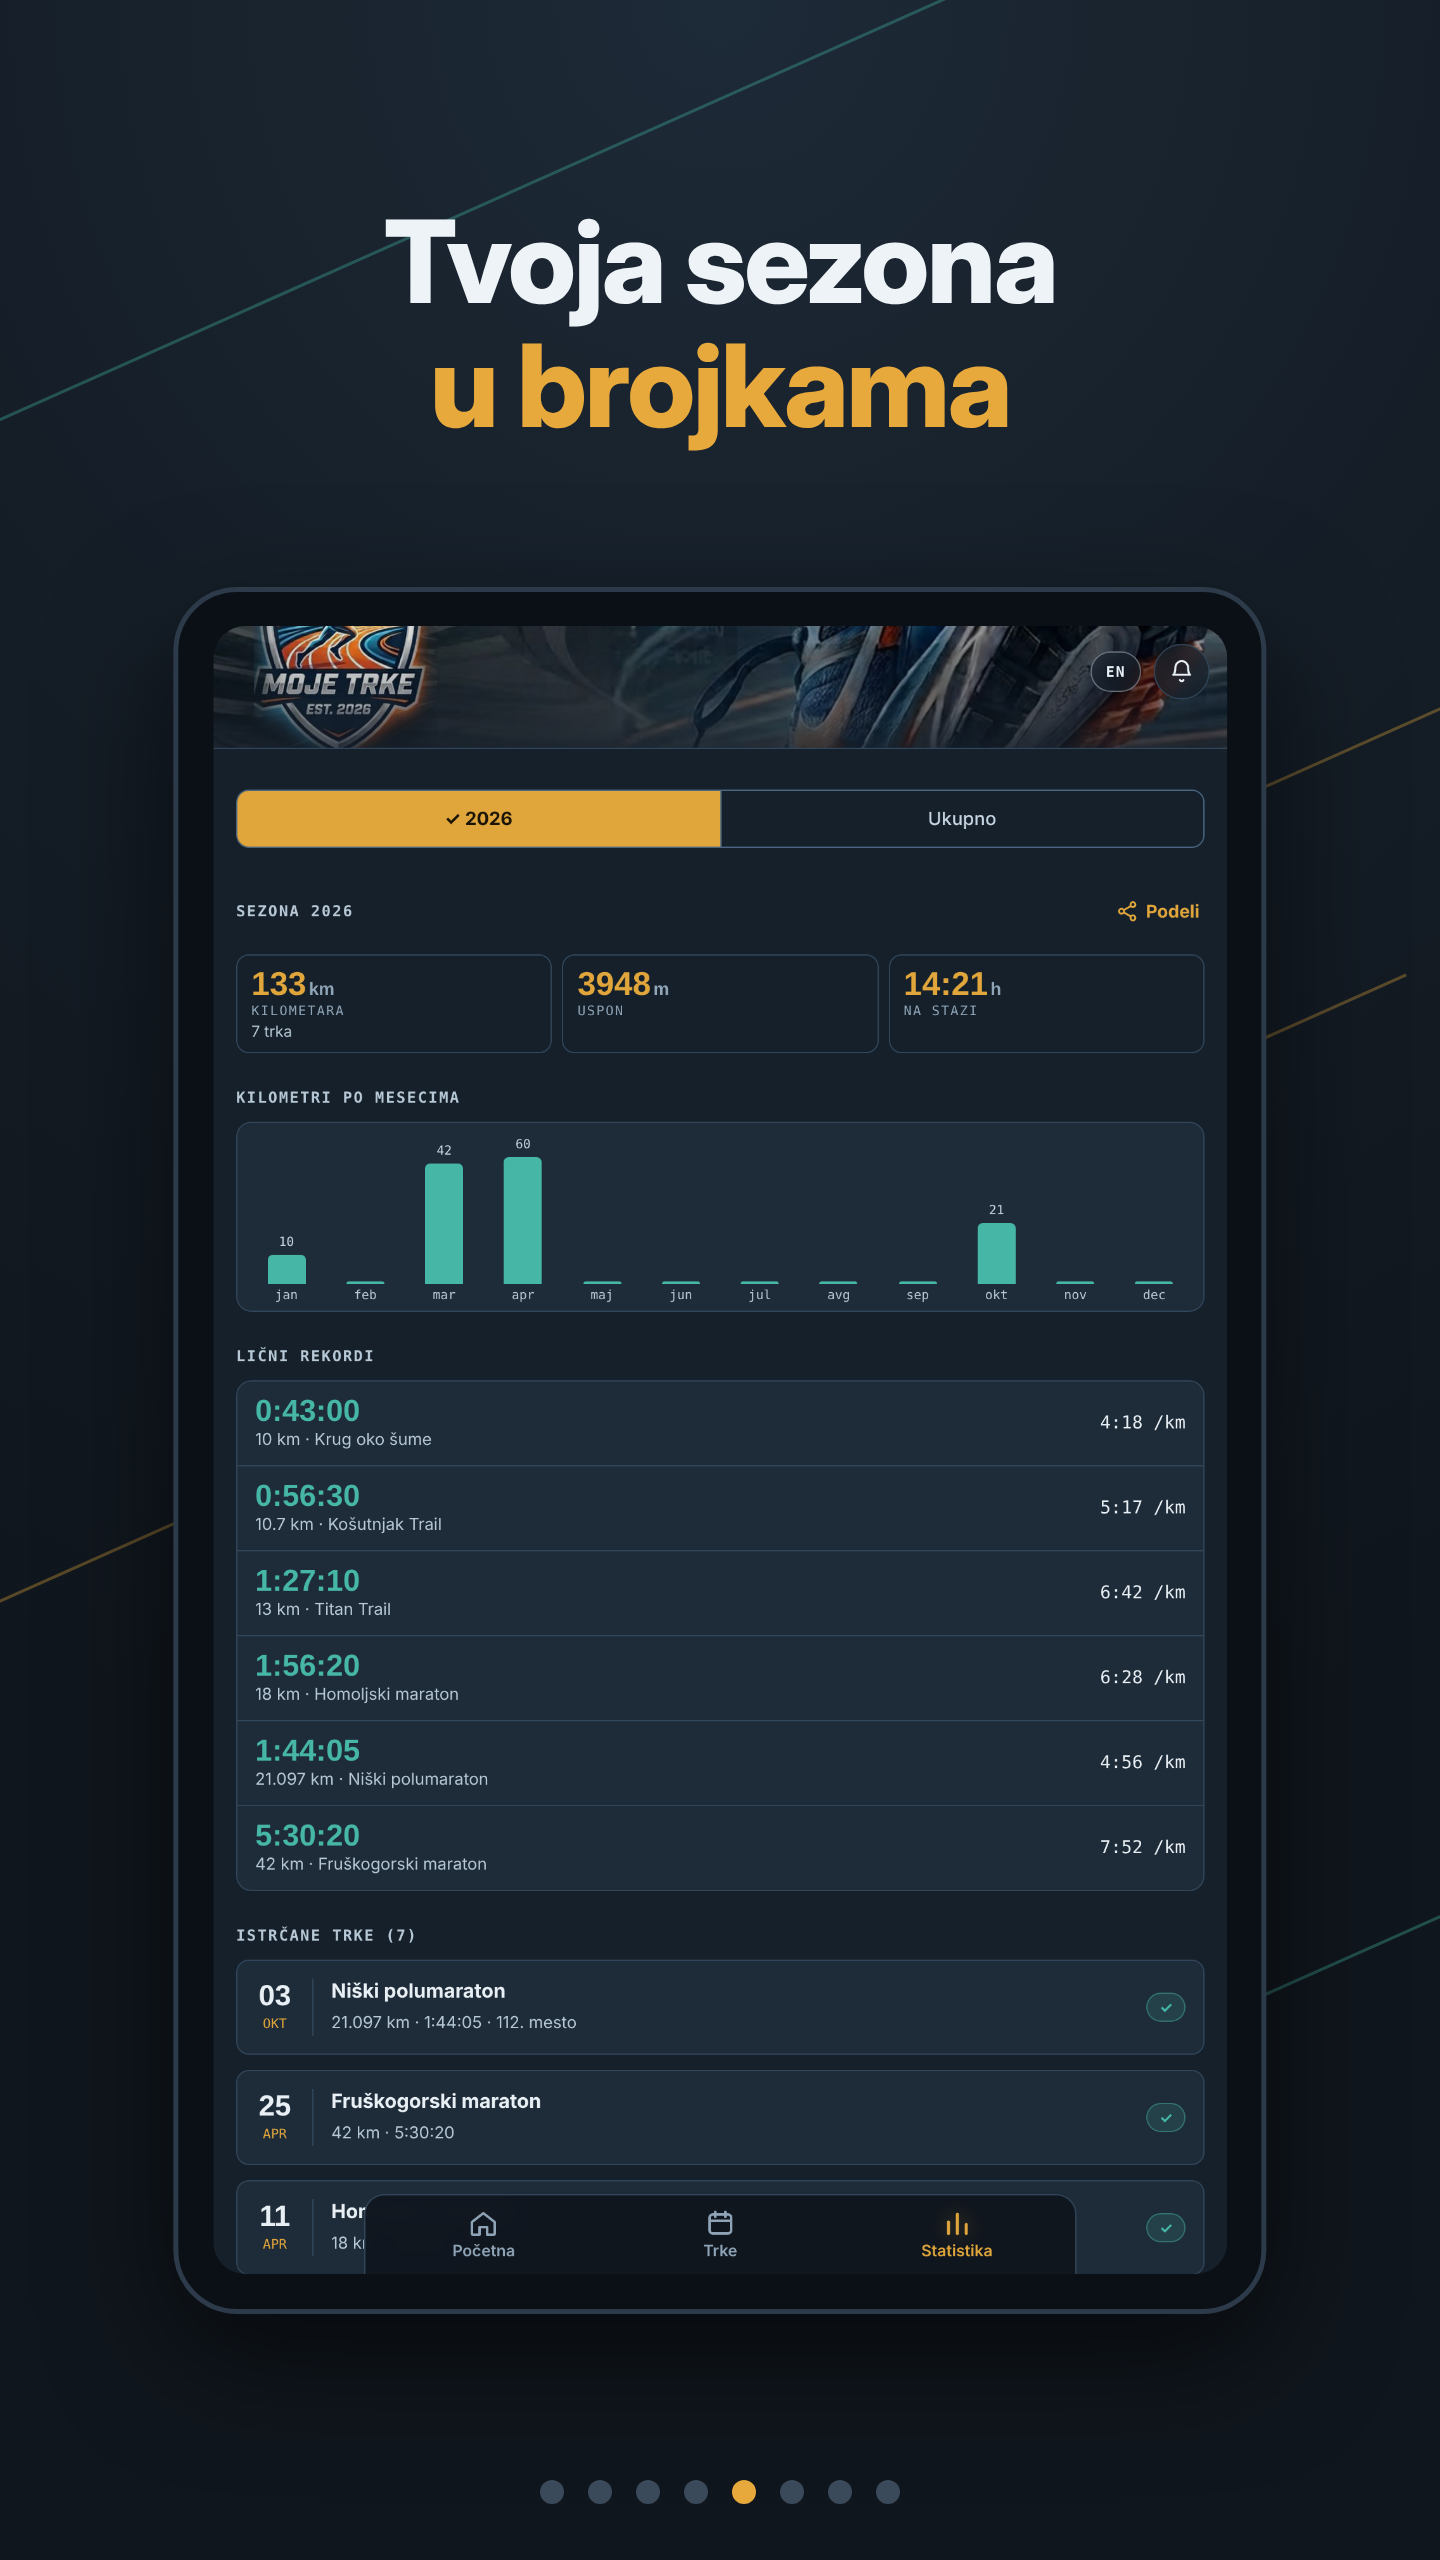 Tvoja sezona
u brojkama
MOJE TRKE
EST. 2026
EN
✓ 2026
Ukupno
SEZONA 2026
Podeli
133 km
KILOMETARA
7 trka
3948 m
USPON
14:21 h
NA STAZI
KILOMETRI PO MESECIMA
10
42
60
21
jan feb mar apr maj jun jul avg sep okt nov dec
LIČNI REKORDI
0:43:00
10 km · Krug oko šume
4:18 /km
0:56:30
10.7 km · Košutnjak Trail
5:17 /km
1:27:10
13 km · Titan Trail
6:42 /km
1:56:20
18 km · Homoljski maraton
6:28 /km
1:44:05
21.097 km · Niški polumaraton
4:56 /km
5:30:20
42 km · Fruškogorski maraton
7:52 /km
ISTRČANE TRKE (7)
03
OKT
Niški polumaraton
21.097 km · 1:44:05 · 112. mesto
25
APR
Fruškogorski maraton
42 km · 5:30:20
11
APR
18
Početna
Trke
Statistika